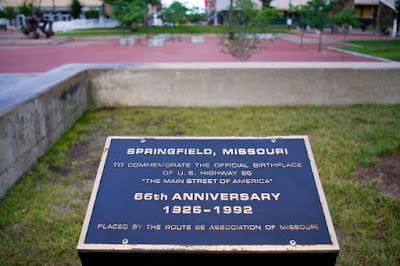 SPRINGFIELD, MISSOURI
TO COMMEMORATE THE OFFICIAL BIRTHPLACE
OF U.S. HIGHWAY 66
"THE MAIN STREET OF AMERICA"
66th ANNIVERSARY
1926-1992
PLACED BY THE ROUTE 66 ASSOCIATION OF MISSOURI